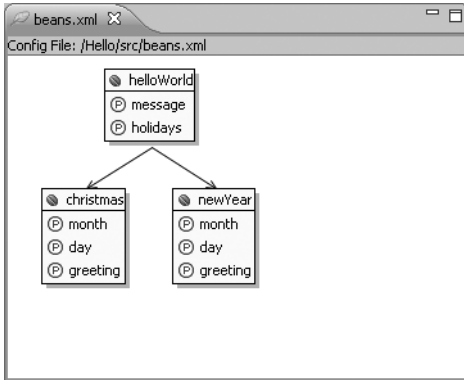 beans.xml
Config File: /Hello/src/beans.xml
helloWorld
P message
P holidays
christmas
P month
P day
P greeting
newYear
P month
P day
P greeting